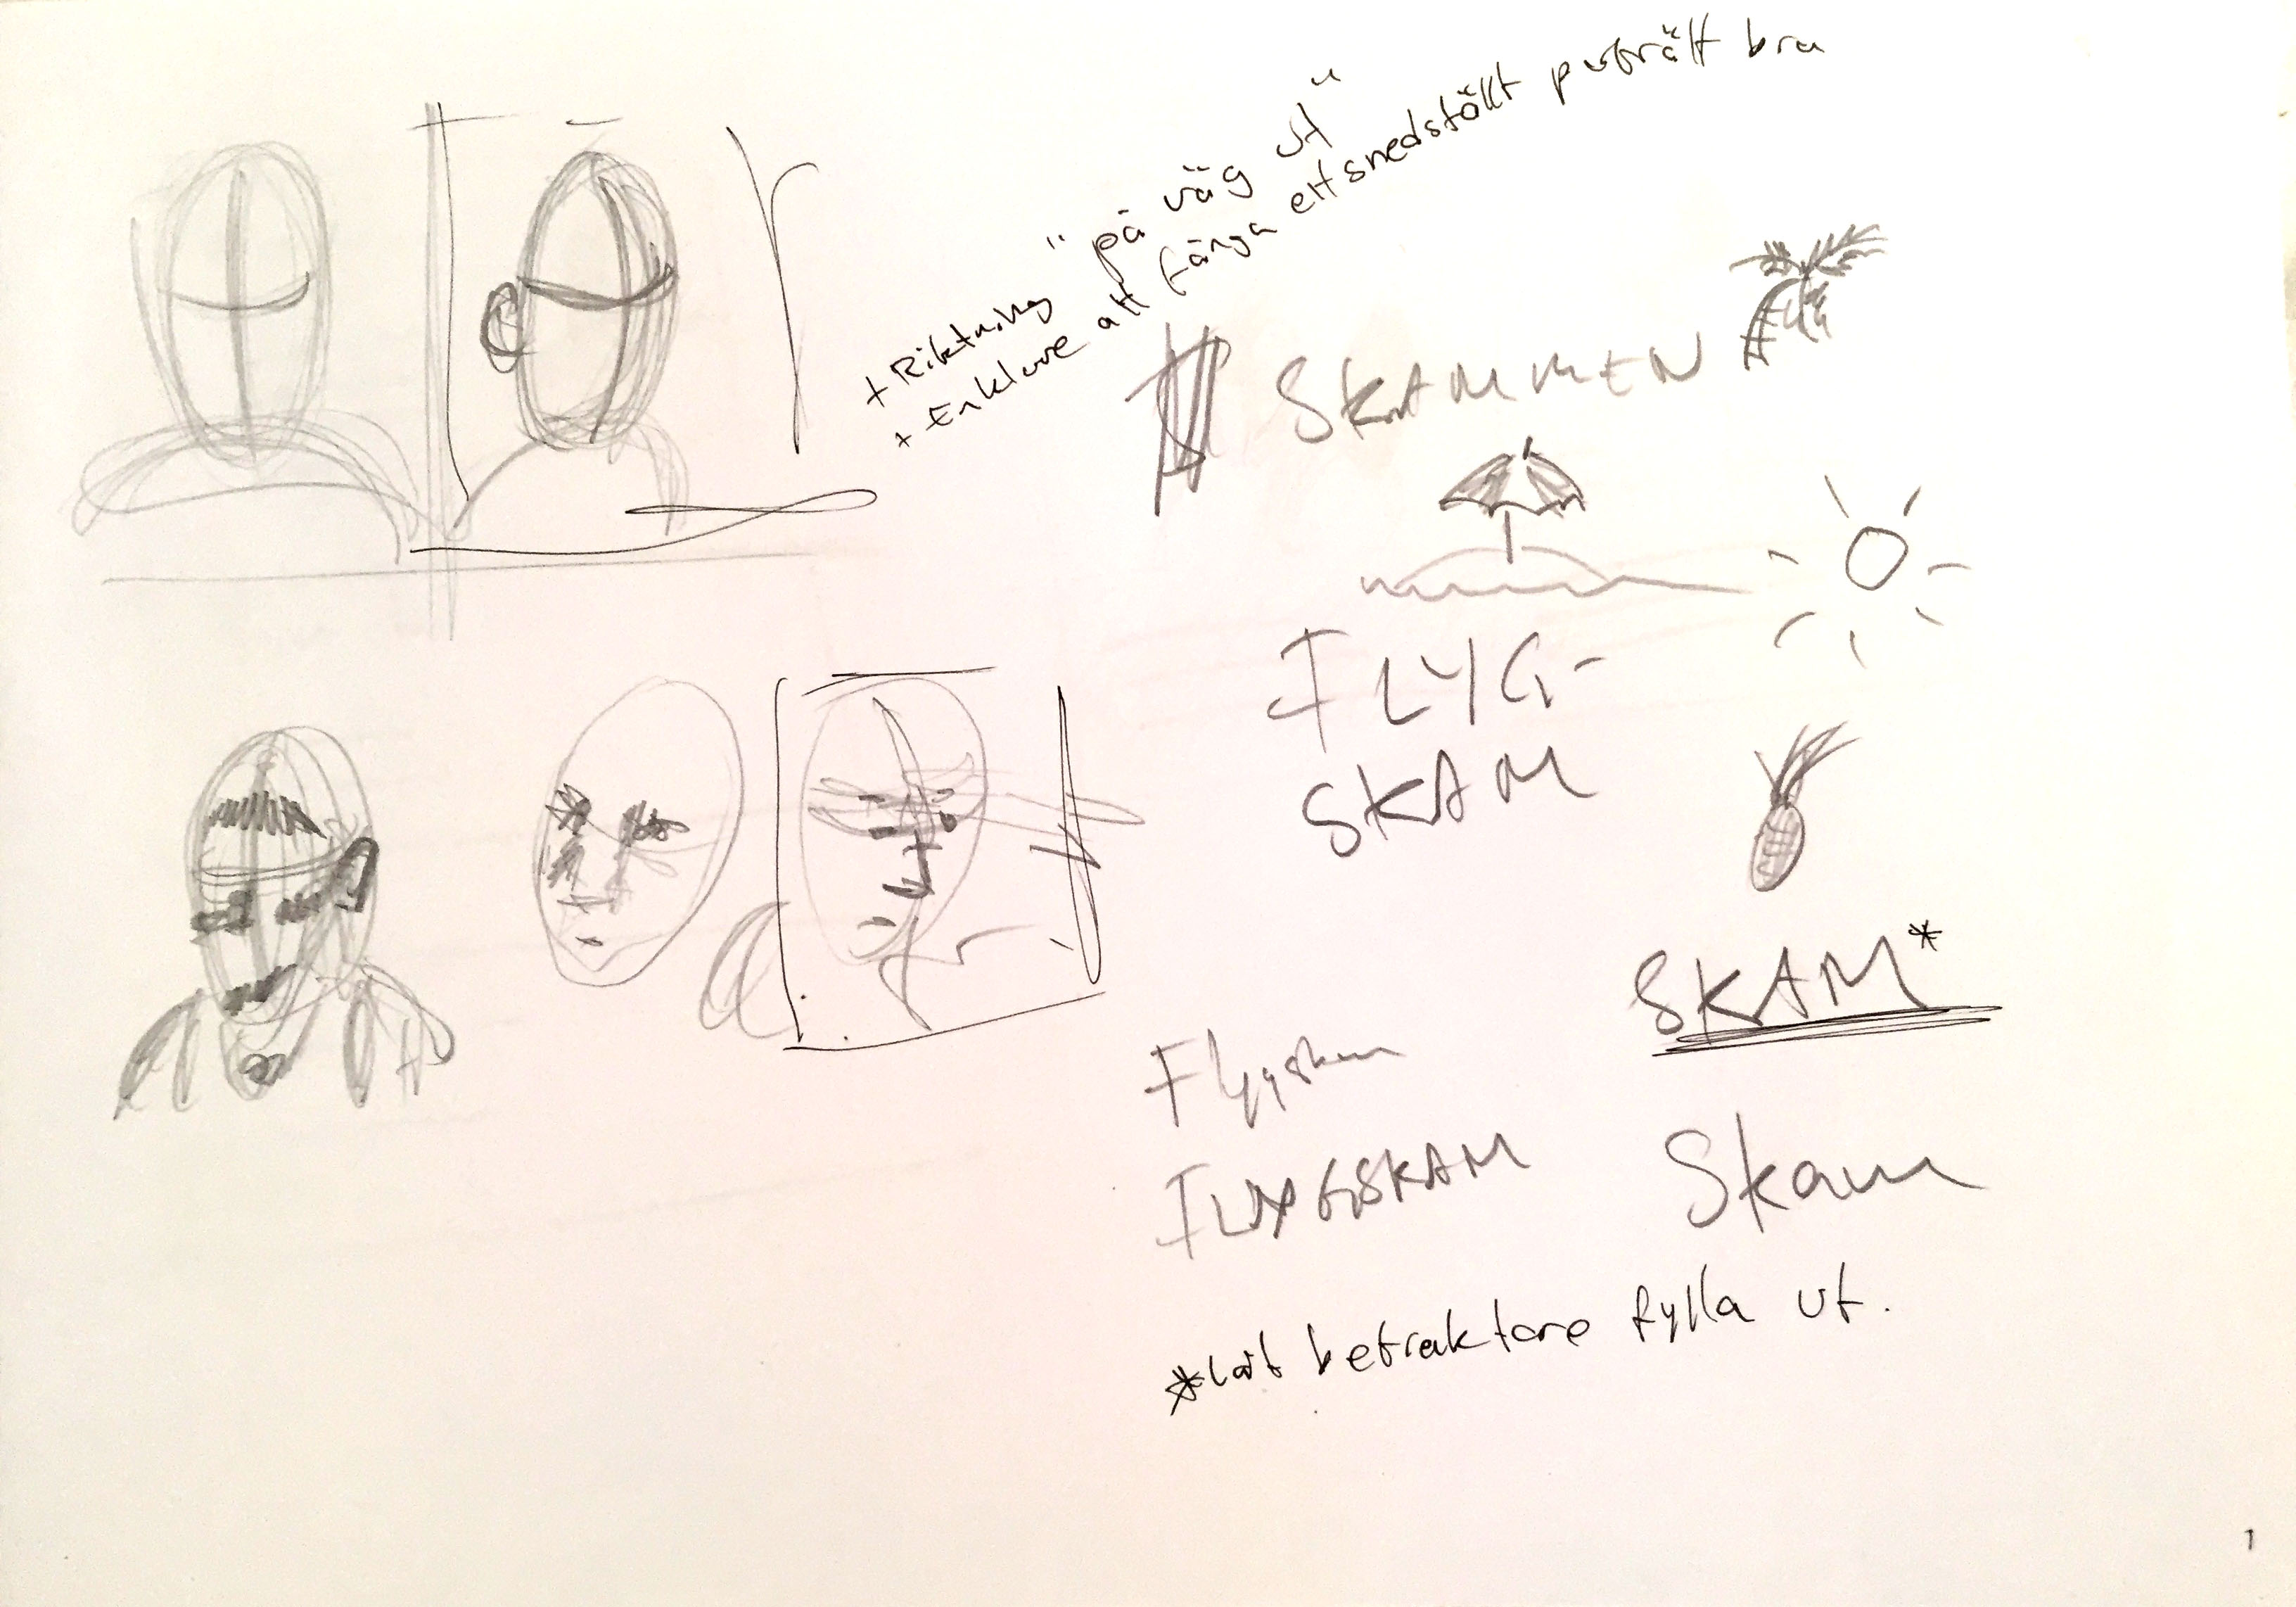 + Riktning "på väg ut"
+ Enklare att fånga ett snedställt porträtt bra
SKAMMEN
FLYG-
SKAM
SKAM*
Flygskam
FLYGSKAM
Skam
*Låt betraktare fylla ut.
1